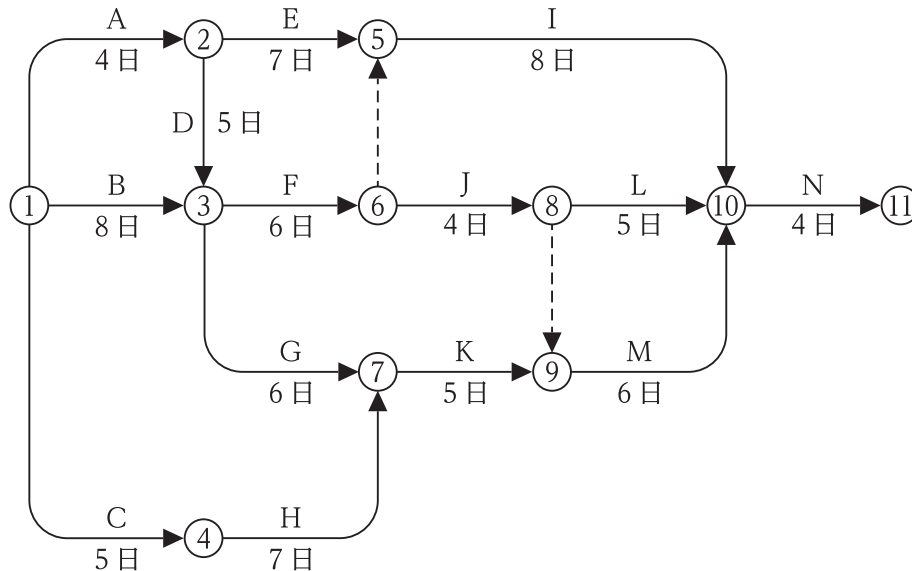 A E I
4日 ② 7日 ⑤ 8日
D 5日
B F J L N
① 8日 ③ 6日 ⑥ 4日 ⑧ 5日 ⑩ 4日 ⑪
G K M
6日 ⑦ 5日 ⑨ 6日
C H
5日 ④ 7日